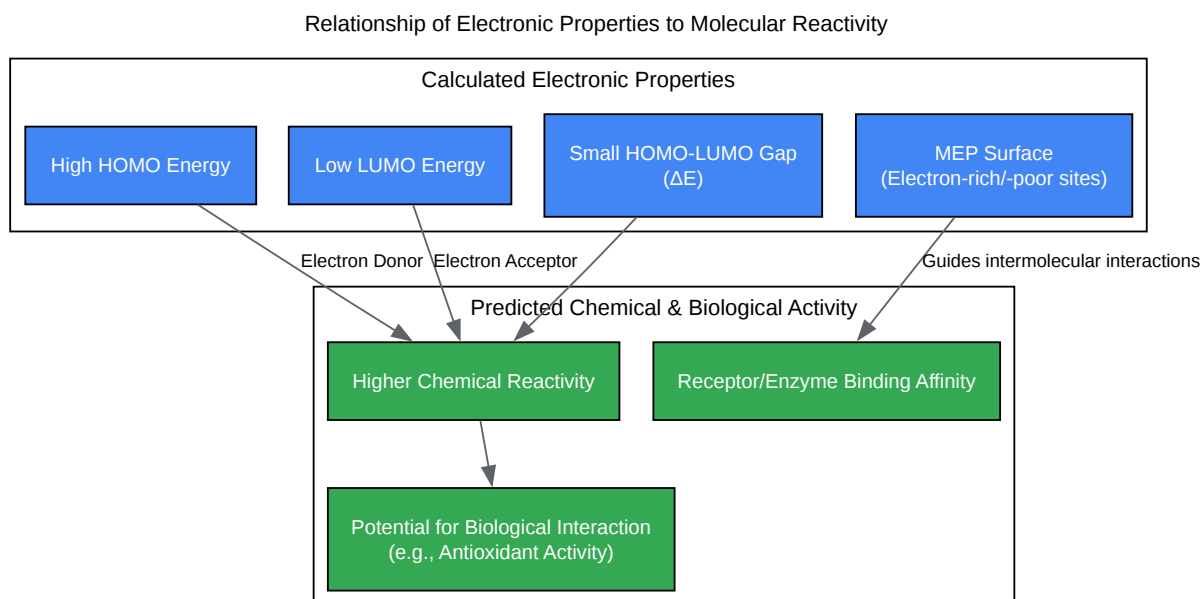 Relationship of Electronic Properties to Molecular Reactivity
Calculated Electronic Properties
High HOMO Energy
Low LUMO Energy
Small HOMO-LUMO Gap
(ΔE)
MEP Surface
(Electron-rich/-poor sites)
Electron Donor
Electron Acceptor
Guides intermolecular interactions
Predicted Chemical & Biological Activity
Higher Chemical Reactivity
Receptor/Enzyme Binding Affinity
Potential for Biological Interaction
(e.g., Antioxidant Activity)